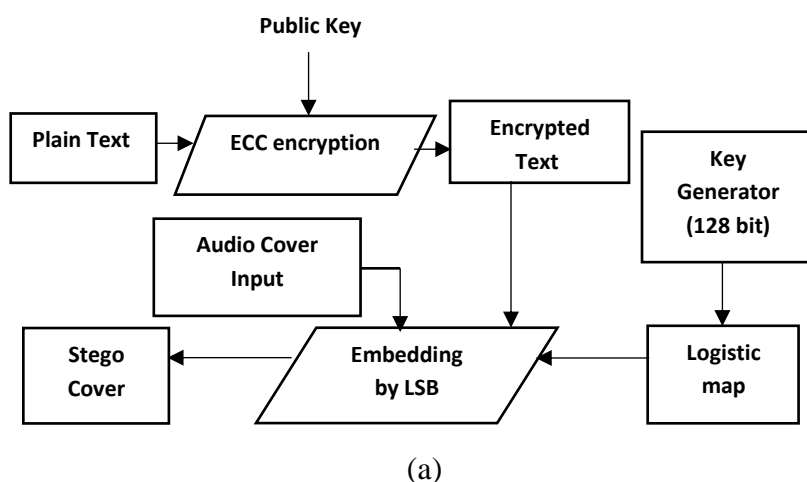 Public Key
Plain Text
ECC encryption
Encrypted
Text
Key
Generator
(128 bit)
Audio Cover
Input
Stego
Cover
Embedding
by LSB
Logistic
map
(a)